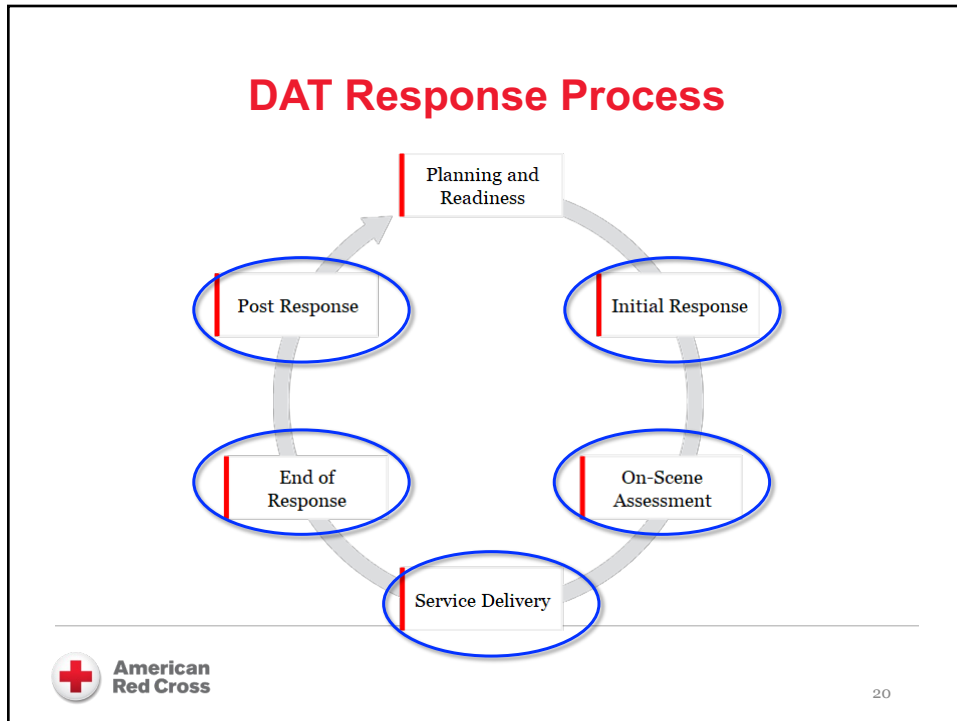 DAT Response Process
Planning and
Readiness
Initial Response
On-Scene
Assessment
Service Delivery
End of
Response
Post Response
American
Red Cross
20